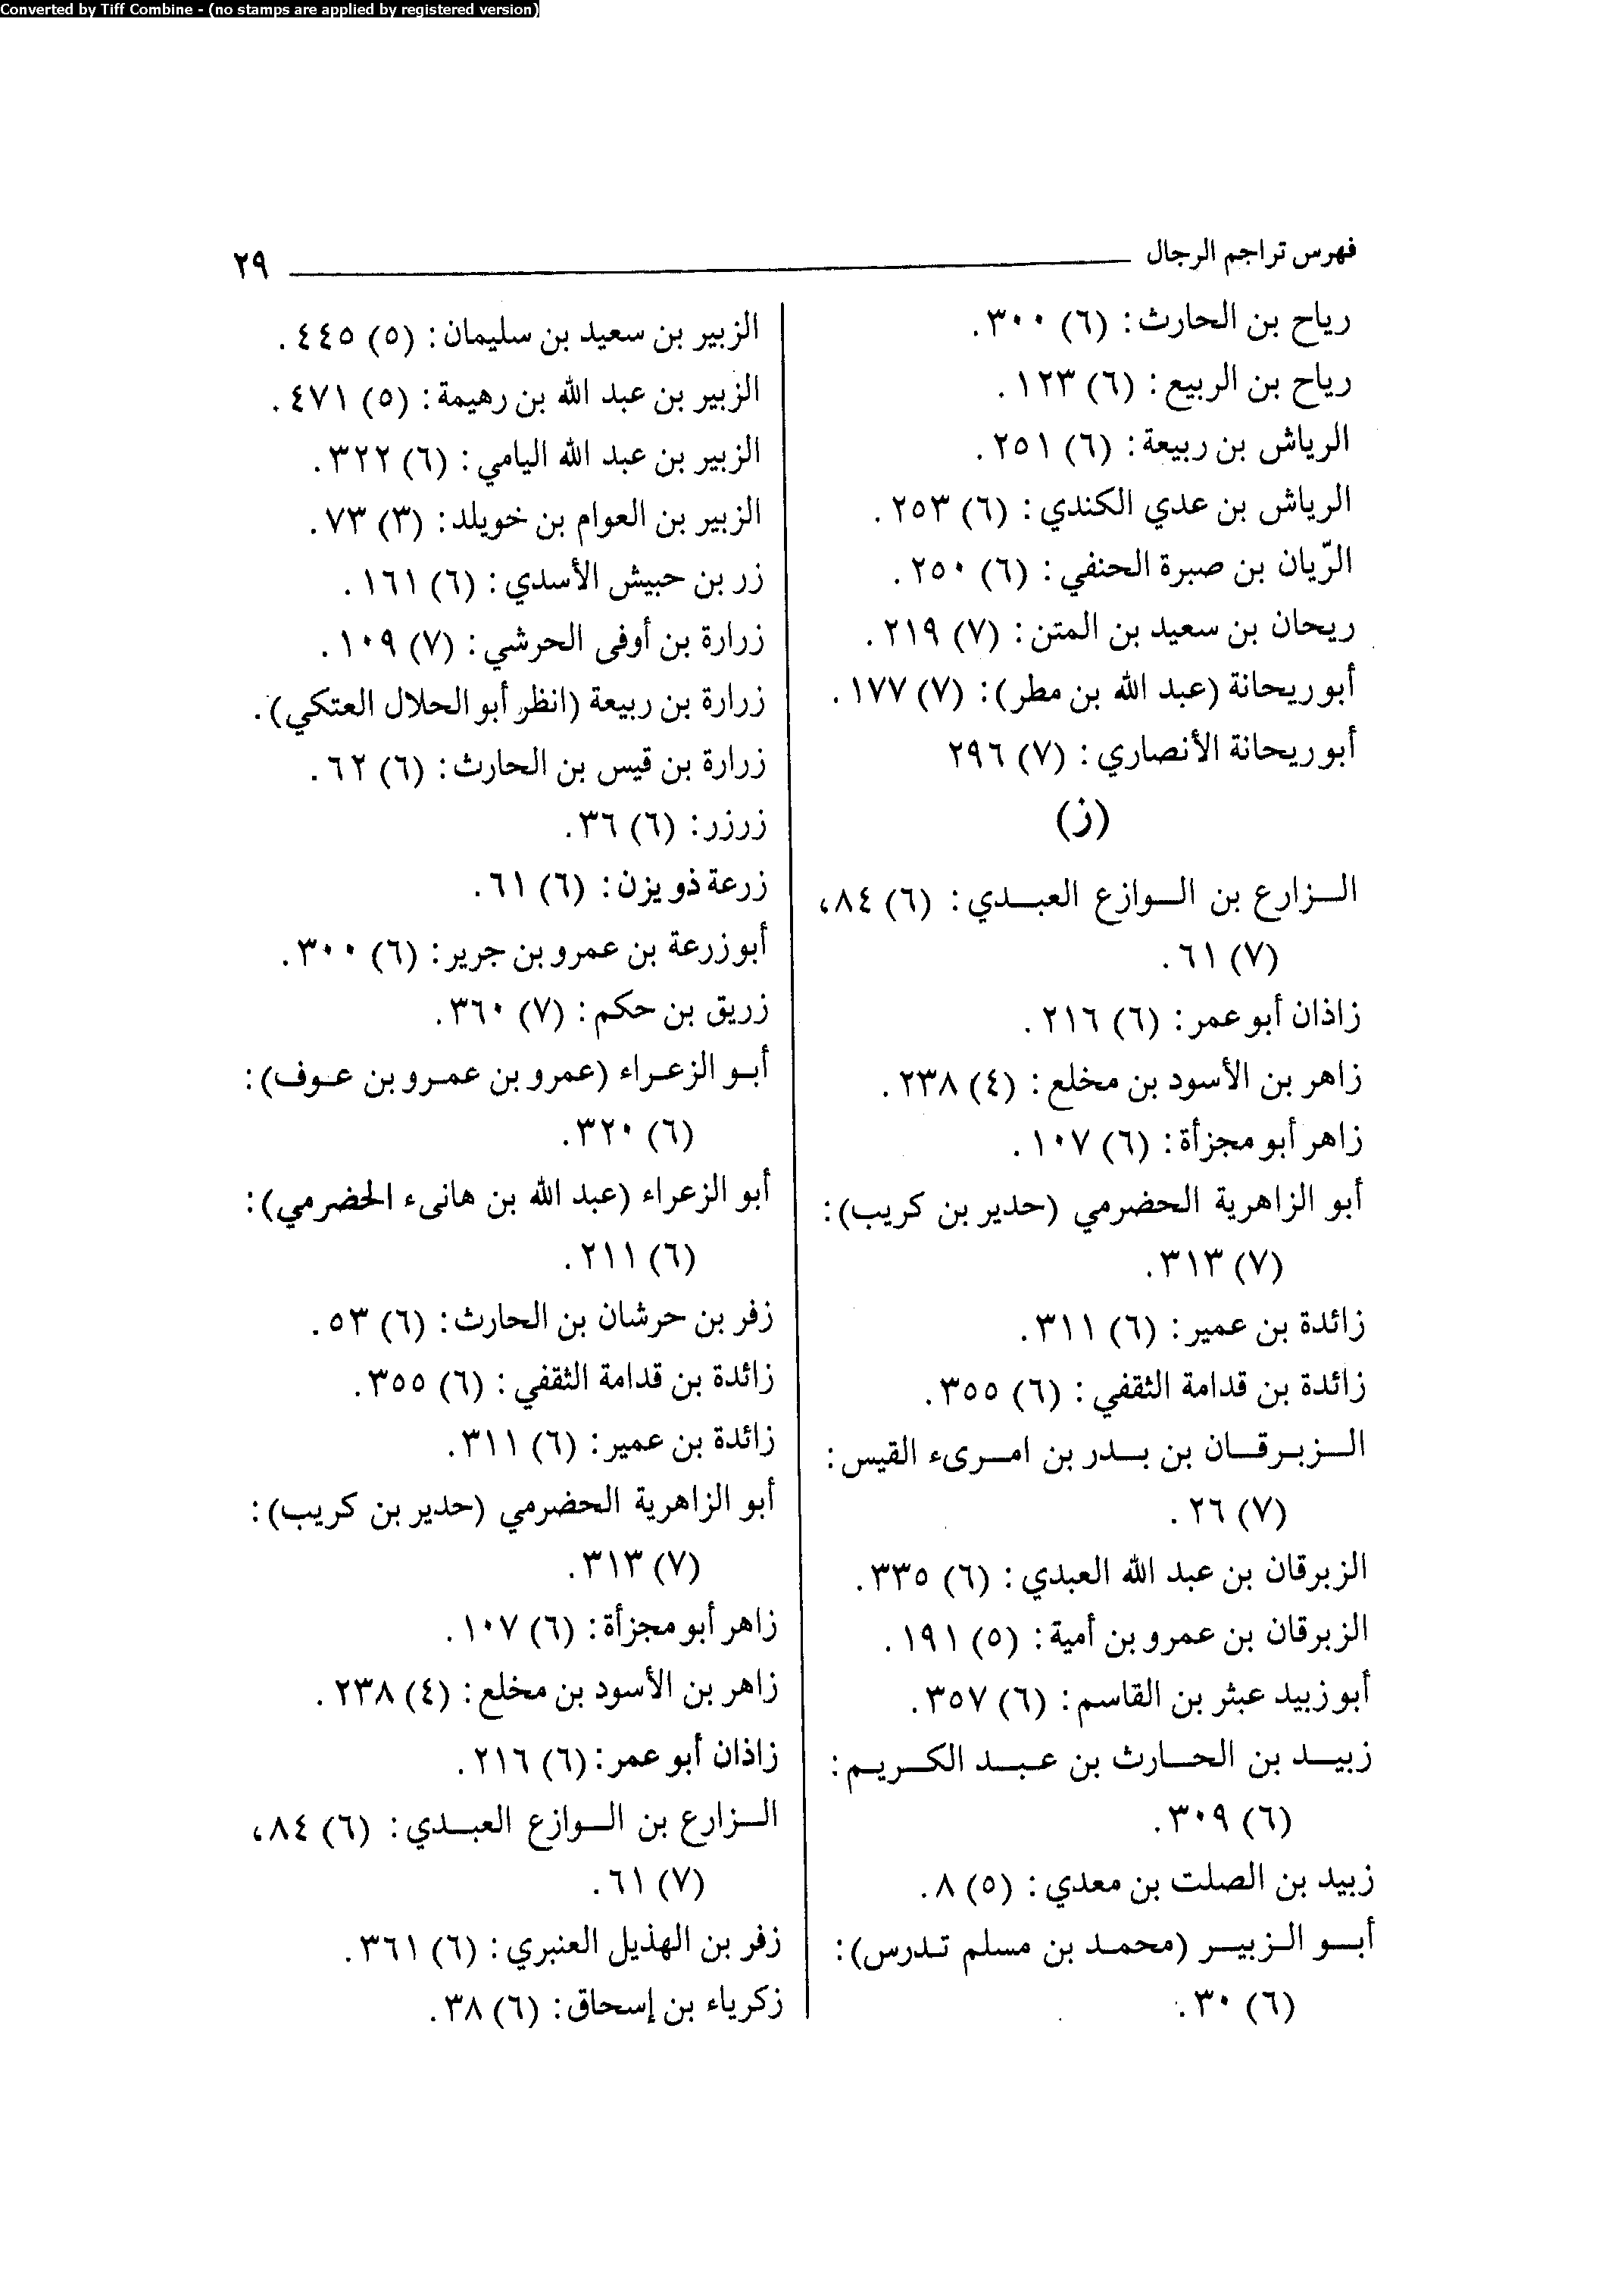 Converted by Tiff Combine - (no stamps are applied by registered version)
فهرس تراجم الرجال ٢٩
رياح بن الحارث: (٦) ٣٠٠.
رياح بن الربيع: (٦) ١٢٣.
الرياش بن ربيعة: (٦) ٢٥١.
الرياش بن عدي الكندي: (٦) ٢٥٣.
الرّيان بن صبرة الحنفي: (٦) ٢٥٠.
ريحان بن سعيد بن المتن: (٧) ٢١٩.
أبو ريحانة (عبد الله بن مطر): (٧) ١٧٧.
أبو ريحانة الأنصاري: (٧) ٢٩٦
(ز)
الزارع بن الوازع العبدي: (٦) ٨٤،
(٧) ٦١.
زاذان أبو عمر: (٦) ٢١٦.
زاهر بن الأسود بن مخلع: (٤) ٢٣٨.
زاهر أبو مجزأة: (٦) ١٠٧.
أبو الزاهرية الحضرمي (حدير بن كريب):
(٧) ٣١٣.
زائدة بن عمير: (٦) ٣١١.
زائدة بن قدامة الثقفي: (٦) ٣٥٥.
الزبرقان بن بدر بن امرىء القيس:
(٧) ٢٦.
الزبرقان بن عبد الله العبدي: (٦) ٣٣٥.
الزبرقان بن عمرو بن أمية: (٥) ١٩١.
أبو زبيد عبثر بن القاسم: (٦) ٣٥٧.
زبيد بن الحارث بن عبد الكريم:
(٦) ٣٠٩.
زبيد بن الصلت بن معدي: (٥) ٨.
أبو الزبير (محمد بن مسلم تدرس):
(٦) ٣٠.
الزبير بن سعيد بن سليمان: (٥) ٤٤٥.
الزبير بن عبد الله بن رهيمة: (٥) ٤٧١.
الزبير بن عبد الله اليامي: (٦) ٣٢٢.
الزبير بن العوام بن خويلد: (٣) ٧٣.
زر بن حبيش الأسدي: (٦) ١٦١.
زرارة بن أوفى الحرشي: (٧) ١٠٩.
زرارة بن ربيعة (انظر أبو الحلال العتكي).
زرارة بن قيس بن الحارث: (٦) ٦٢.
زرزر: (٦) ٣٦.
زرعة ذو يزن: (٦) ٦١.
أبو زرعة بن عمرو بن جرير: (٦) ٣٠٠.
زريق بن حكم: (٧) ٣٦٠.
أبو الزعراء (عمرو بن عمرو بن عوف):
(٦) ٣٢٠.
أبو الزعراء (عبد الله بن هانىء الحضرمي):
(٦) ٢١١.
زفر بن حرشان بن الحارث: (٦) ٥٣.
زائدة بن قدامة الثقفي: (٦) ٣٥٥.
زائدة بن عمير: (٦) ٣١١.
أبو الزاهرية الحضرمي (حدير بن كريب):
(٧) ٣١٣.
زاهر أبو مجزأة: (٦) ١٠٧.
زاهر بن الأسود بن مخلع: (٤) ٢٣٨.
زاذان أبو عمر: (٦) ٢١٦.
الزارع بن الوازع العبدي: (٦) ٨٤،
(٧) ٦١.
زفر بن الهذيل العنبري: (٦) ٣٦١.
زكرياء بن إسحاق: (٦) ٣٨.